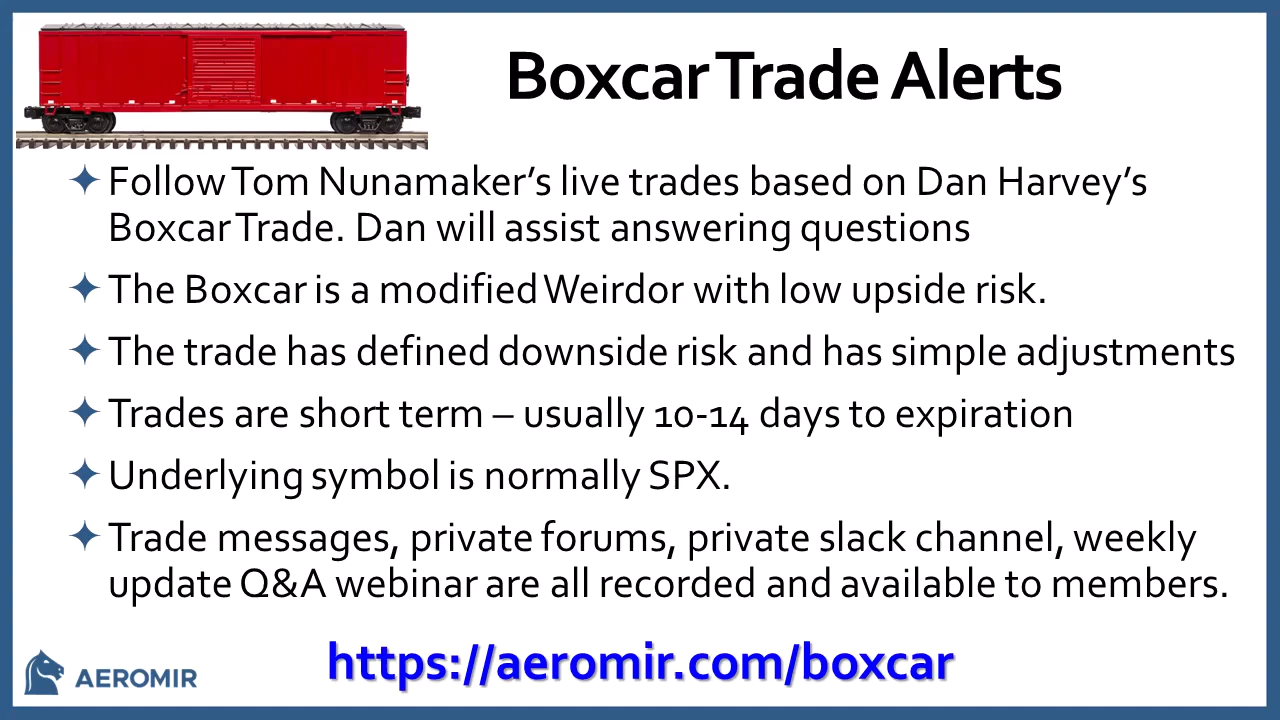 Boxcar Trade Alerts
Follow Tom Nunamaker’s live trades based on Dan Harvey’s
Boxcar Trade. Dan will assist answering questions
The Boxcar is a modified Weirdor with low upside risk.
The trade has defined downside risk and has simple adjustments
Trades are short term – usually 10-14 days to expiration
Underlying symbol is normally SPX.
Trade messages, private forums, private slack channel, weekly
update Q&A webinar are all recorded and available to members.
https://aeromir.com/boxcar
AEROMIR